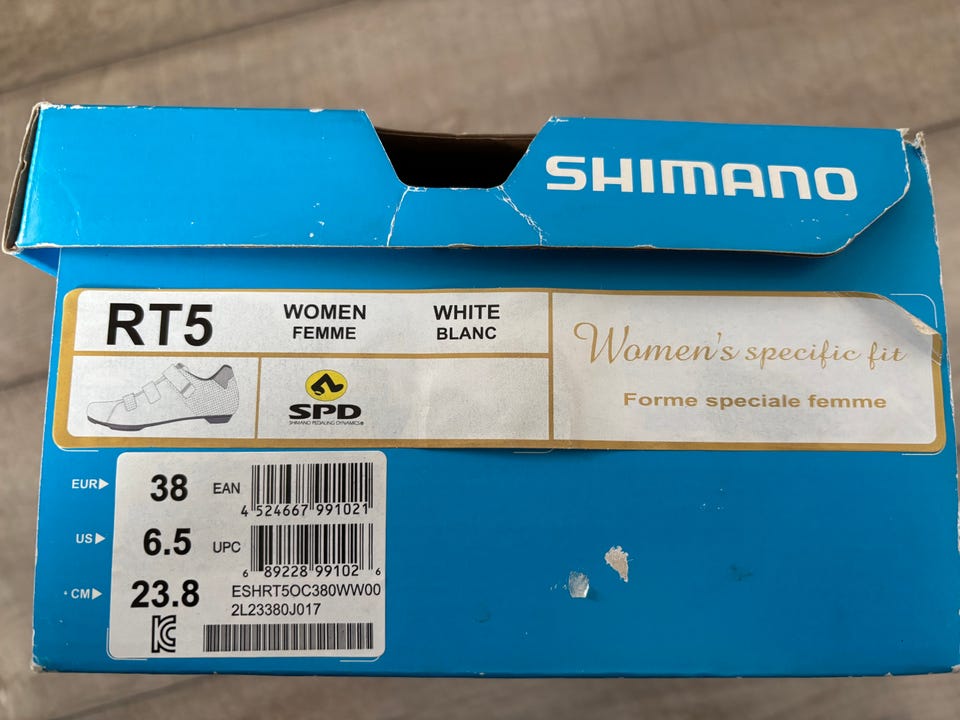 SHIMANO
RT5
WOMEN
FEMME
WHITE
BLANC
Women's specific fit
Forme speciale femme
SPD
SHIMANO PEDALING DYNAMICS®
EUR 38 EAN
4 524667 991021
US 6.5 UPC
6 89228 99102 6
CM 23.8 ESHRT5OC380WW00
2L23380J017
KC